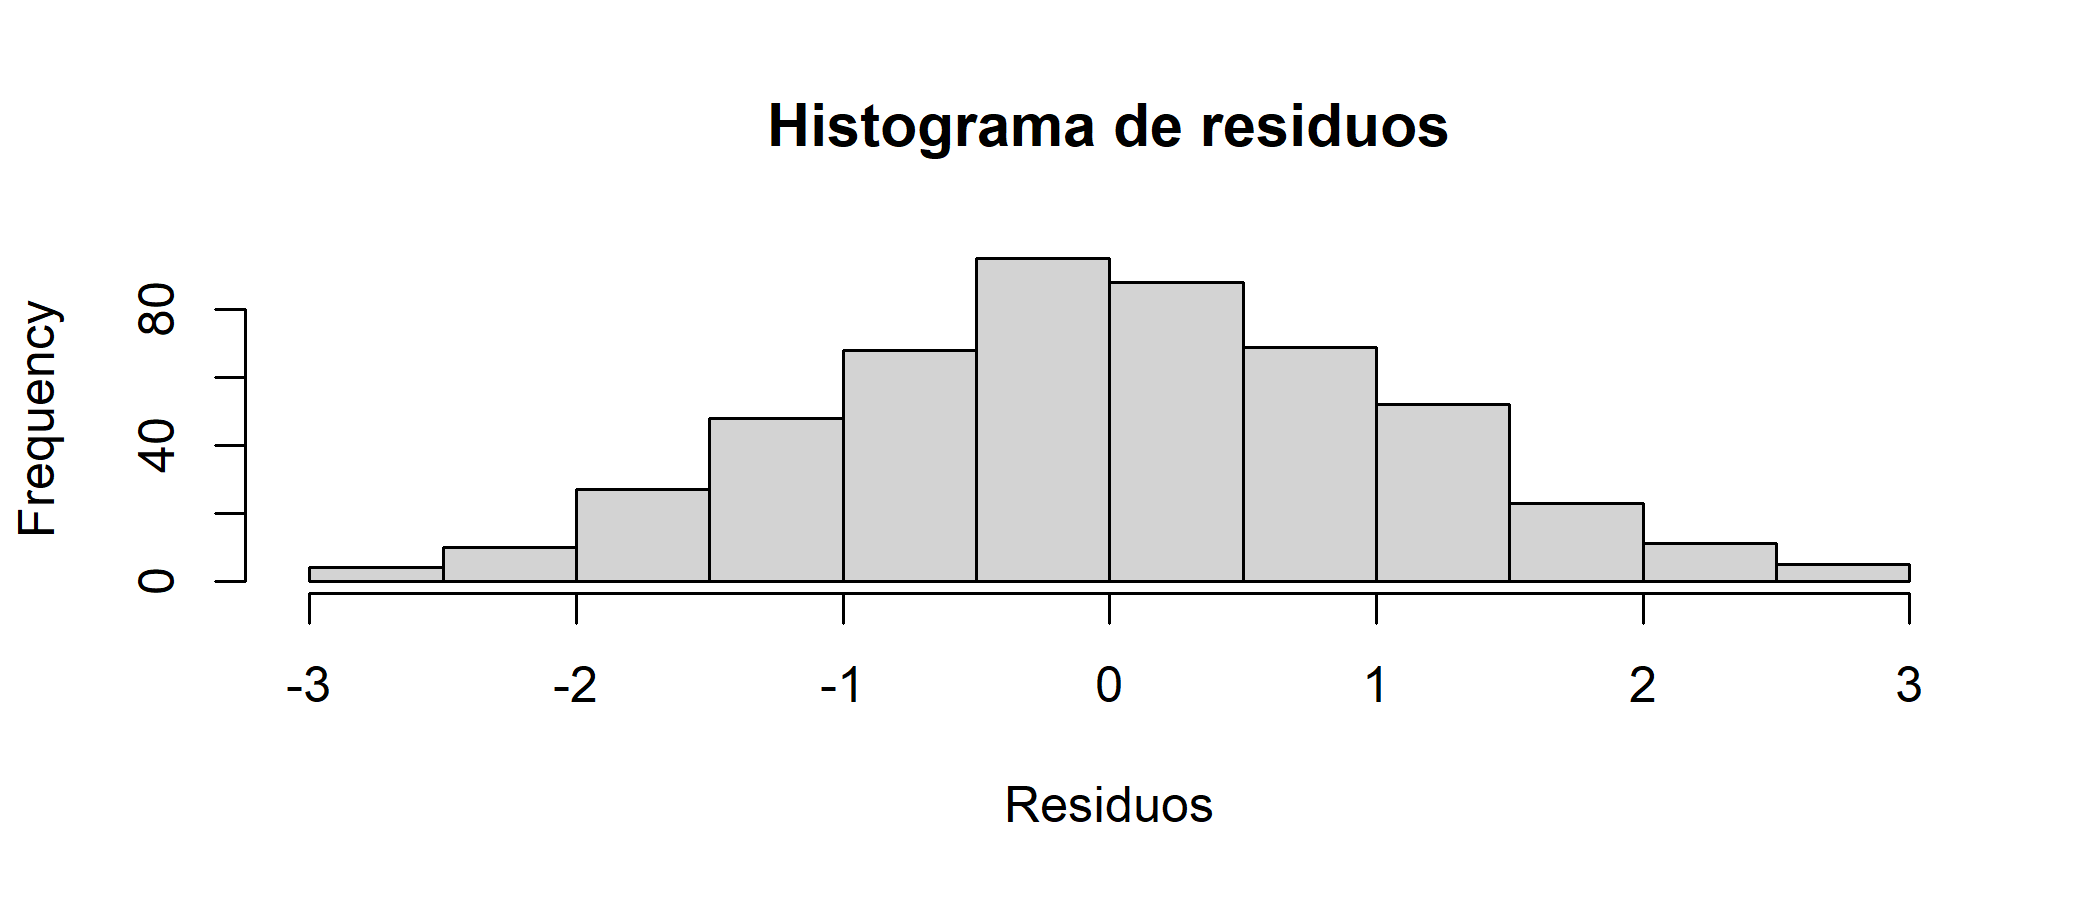 Histograma de residuos
Frequency
80
40
0
-3 -2 -1 0 1 2 3
Residuos